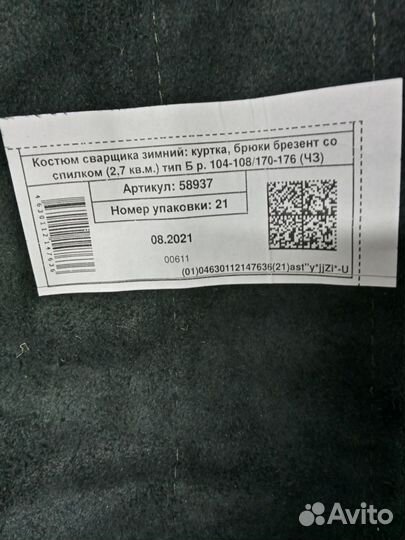 Костюм сварщика зимний: куртка, брюки брезент со
спилком (2,7 кв.м.) тип Б р. 104-108/170-176 (ЧЗ)
Артикул: 58937
Номер упаковки: 21
08.2021
00611
(01)04630112147636(21)ast"y*jjZi*-U
4630112147636
Avito